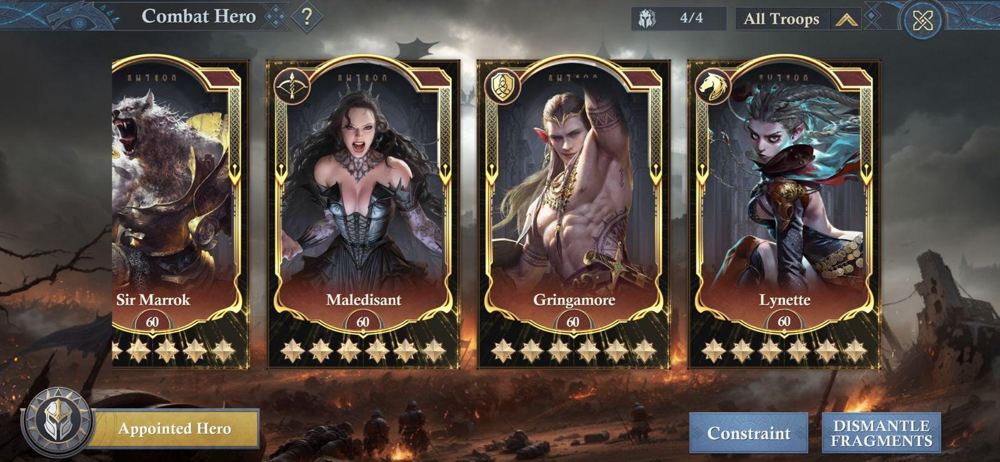 Combat Hero
?
4/4
All Troops
Sir Marrok
60
Maledisant
60
Gringamore
60
Lynette
60
Appointed Hero
Constraint
DISMANTLE
FRAGMENTS